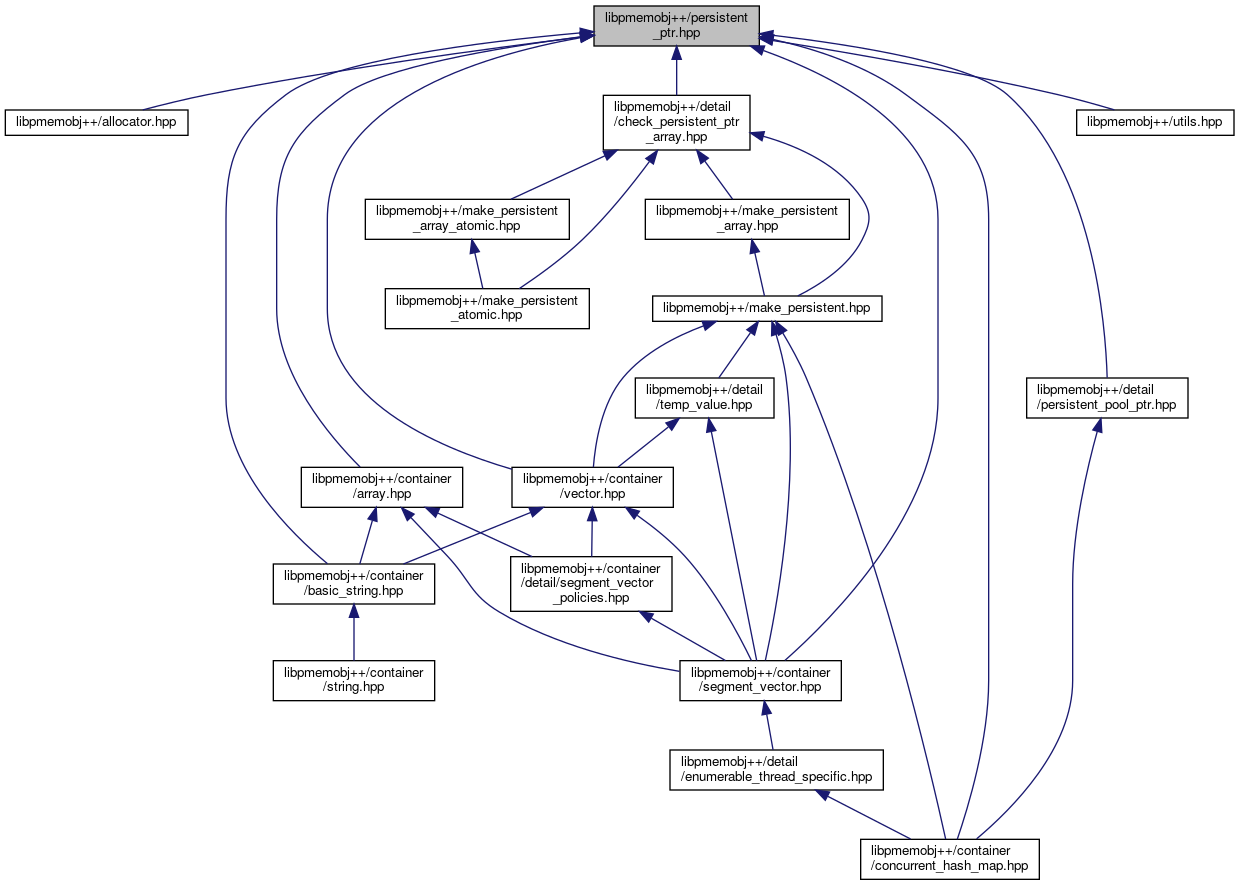 libpmemobj++/persistent
_ptr.hpp
libpmemobj++/allocator.hpp
libpmemobj++/detail
/check_persistent_ptr
_array.hpp
libpmemobj++/utils.hpp
libpmemobj++/make_persistent
_array_atomic.hpp
libpmemobj++/make_persistent
_array.hpp
libpmemobj++/make_persistent
_atomic.hpp
libpmemobj++/make_persistent.hpp
libpmemobj++/detail
/temp_value.hpp
libpmemobj++/detail
/persistent_pool_ptr.hpp
libpmemobj++/container
/array.hpp
libpmemobj++/container
/vector.hpp
libpmemobj++/container
/basic_string.hpp
libpmemobj++/container
/detail/segment_vector
_policies.hpp
libpmemobj++/container
/string.hpp
libpmemobj++/container
/segment_vector.hpp
libpmemobj++/detail
/enumerable_thread_specific.hpp
libpmemobj++/container
/concurrent_hash_map.hpp